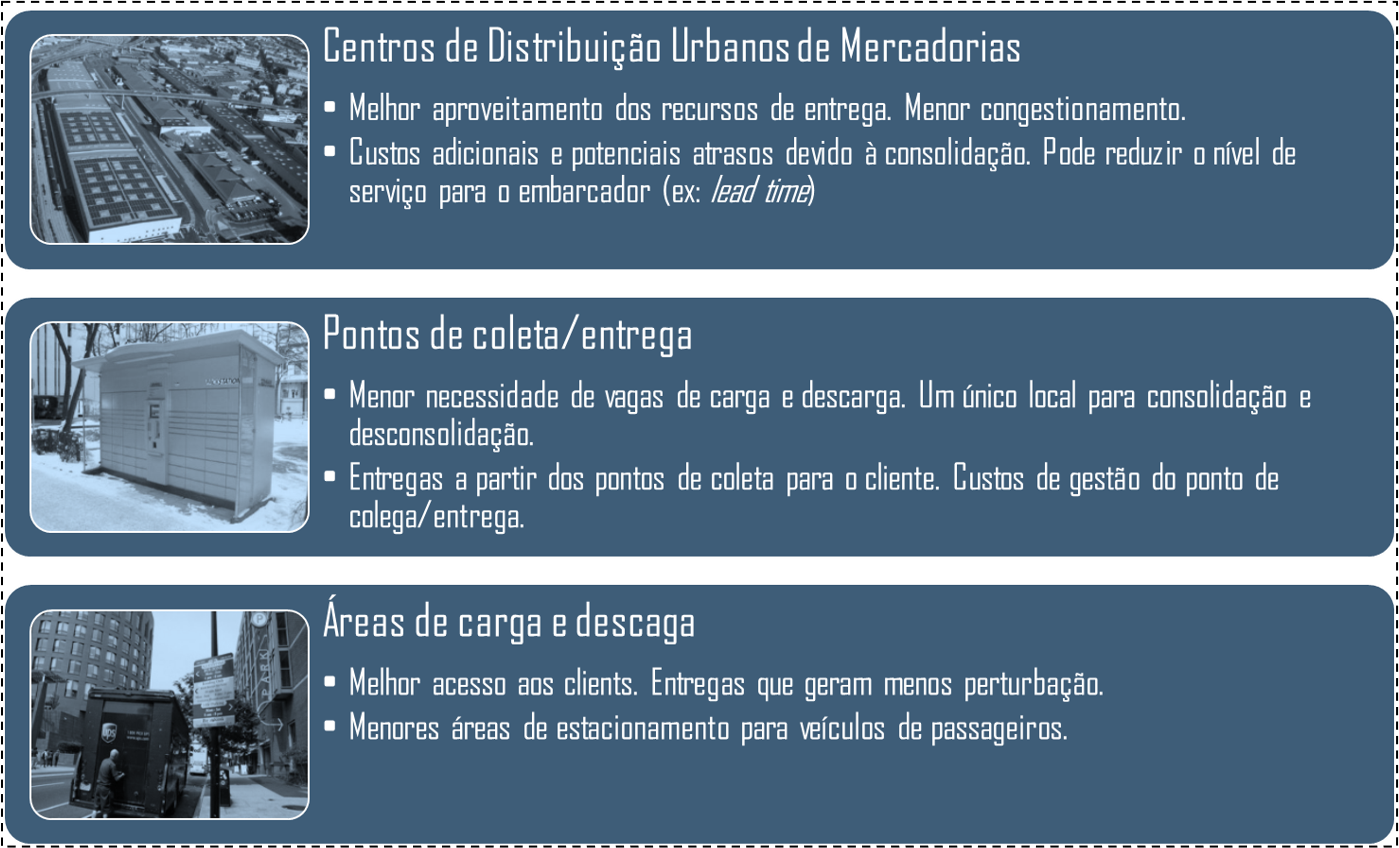 Centros de Distribuição Urbanos de Mercadorias
▪ Melhor aproveitamento dos recursos de entrega. Menor congestionamento.
▪ Custos adicionais e potenciais atrasos devido à consolidação. Pode reduzir o nível de
serviço para o embarcador (ex: lead time)
Pontos de coleta/entrega
▪ Menor necessidade de vagas de carga e descarga. Um único local para consolidação e
desconsolidação.
▪ Entregas a partir dos pontos de coleta para o cliente. Custos de gestão do ponto de
colega/entrega.
Áreas de carga e descaga
▪ Melhor acesso aos clients. Entregas que geram menos perturbação.
▪ Menores áreas de estacionamento para veículos de passageiros.
P
PARK
ups